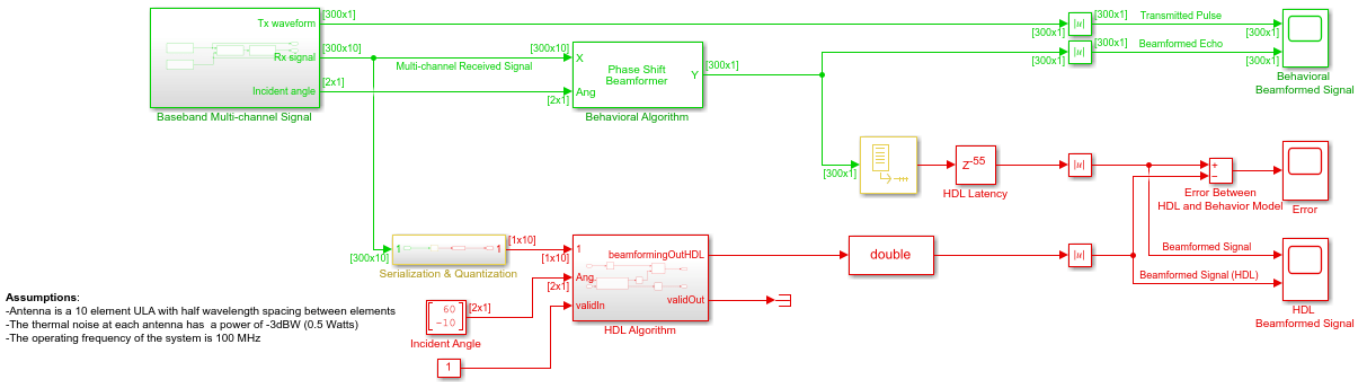 Tx waveform
[300x1]
Rx signal
[300x10]
Multi-channel Received Signal
Incident angle
[2x1]
Baseband Multi-channel Signal
[300x10]
X
Phase Shift
Beamformer
Y
Ang
[2x1]
Behavioral Algorithm
[300x1]
|u|
[300x1]
[300x1]
Transmitted Pulse
[300x1]
|u|
[300x1]
[300x1]
Beamformed Echo
[300x1]
Behavioral
Beamformed Signal
[300x1]
Z-55
HDL Latency
|u|
+
−
Error Between
HDL and Behavior Model
Error
[300x10]
1
1
[1x10]
Serialization & Quantization
[1x10]
1
Ang
[2x1]
validIn
beamformingOutHDL
validOut
HDL Algorithm
double
|u|
Beamformed Signal
Beamformed Signal (HDL)
HDL
Beamformed Signal
60
−10
[2x1]
Incident Angle
1
Assumptions:
-Antenna is a 10 element ULA with half wavelength spacing between elements
-The thermal noise at each antenna has a power of -3dBW (0.5 Watts)
-The operating frequency of the system is 100 MHz